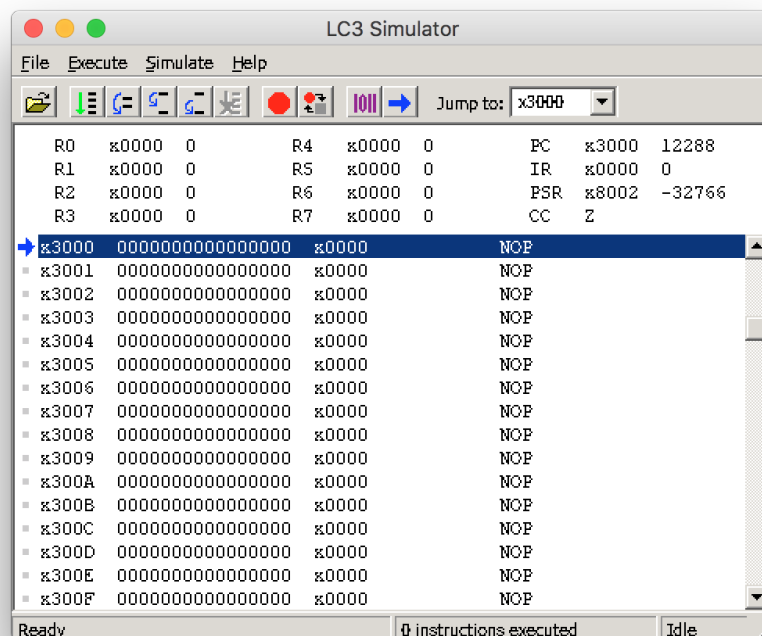 LC3 Simulator
File Execute Simulate Help
Jump to: x3000
R0 x0000 0 R4 x0000 0 PC x3000 12288
R1 x0000 0 R5 x0000 0 IR x0000 0
R2 x0000 0 R6 x0000 0 PSR x8002 -32766
R3 x0000 0 R7 x0000 0 CC Z
x3000 0000000000000000 x0000 NOP
x3001 0000000000000000 x0000 NOP
x3002 0000000000000000 x0000 NOP
x3003 0000000000000000 x0000 NOP
x3004 0000000000000000 x0000 NOP
x3005 0000000000000000 x0000 NOP
x3006 0000000000000000 x0000 NOP
x3007 0000000000000000 x0000 NOP
x3008 0000000000000000 x0000 NOP
x3009 0000000000000000 x0000 NOP
x300A 0000000000000000 x0000 NOP
x300B 0000000000000000 x0000 NOP
x300C 0000000000000000 x0000 NOP
x300D 0000000000000000 x0000 NOP
x300E 0000000000000000 x0000 NOP
x300F 0000000000000000 x0000 NOP
Ready 0 instructions executed Idle